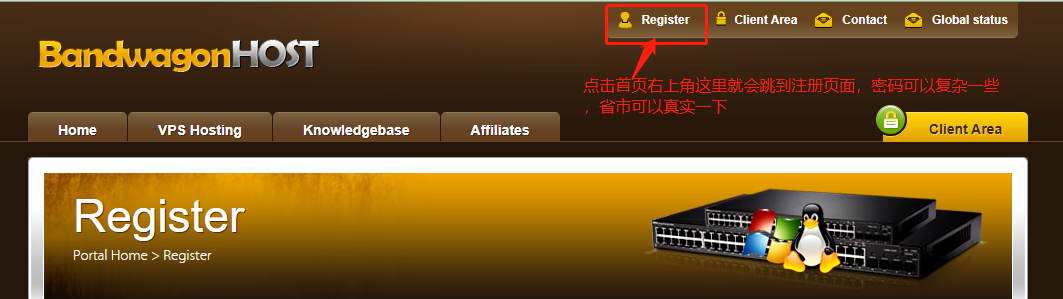 Register
Client Area
Contact
Global status
BandwagonHOST
点击首页右上角这里就会跳到注册页面，密码可以复杂一些
，省市可以真实一下
Home
VPS Hosting
Knowledgebase
Affiliates
Client Area
Register
Portal Home > Register